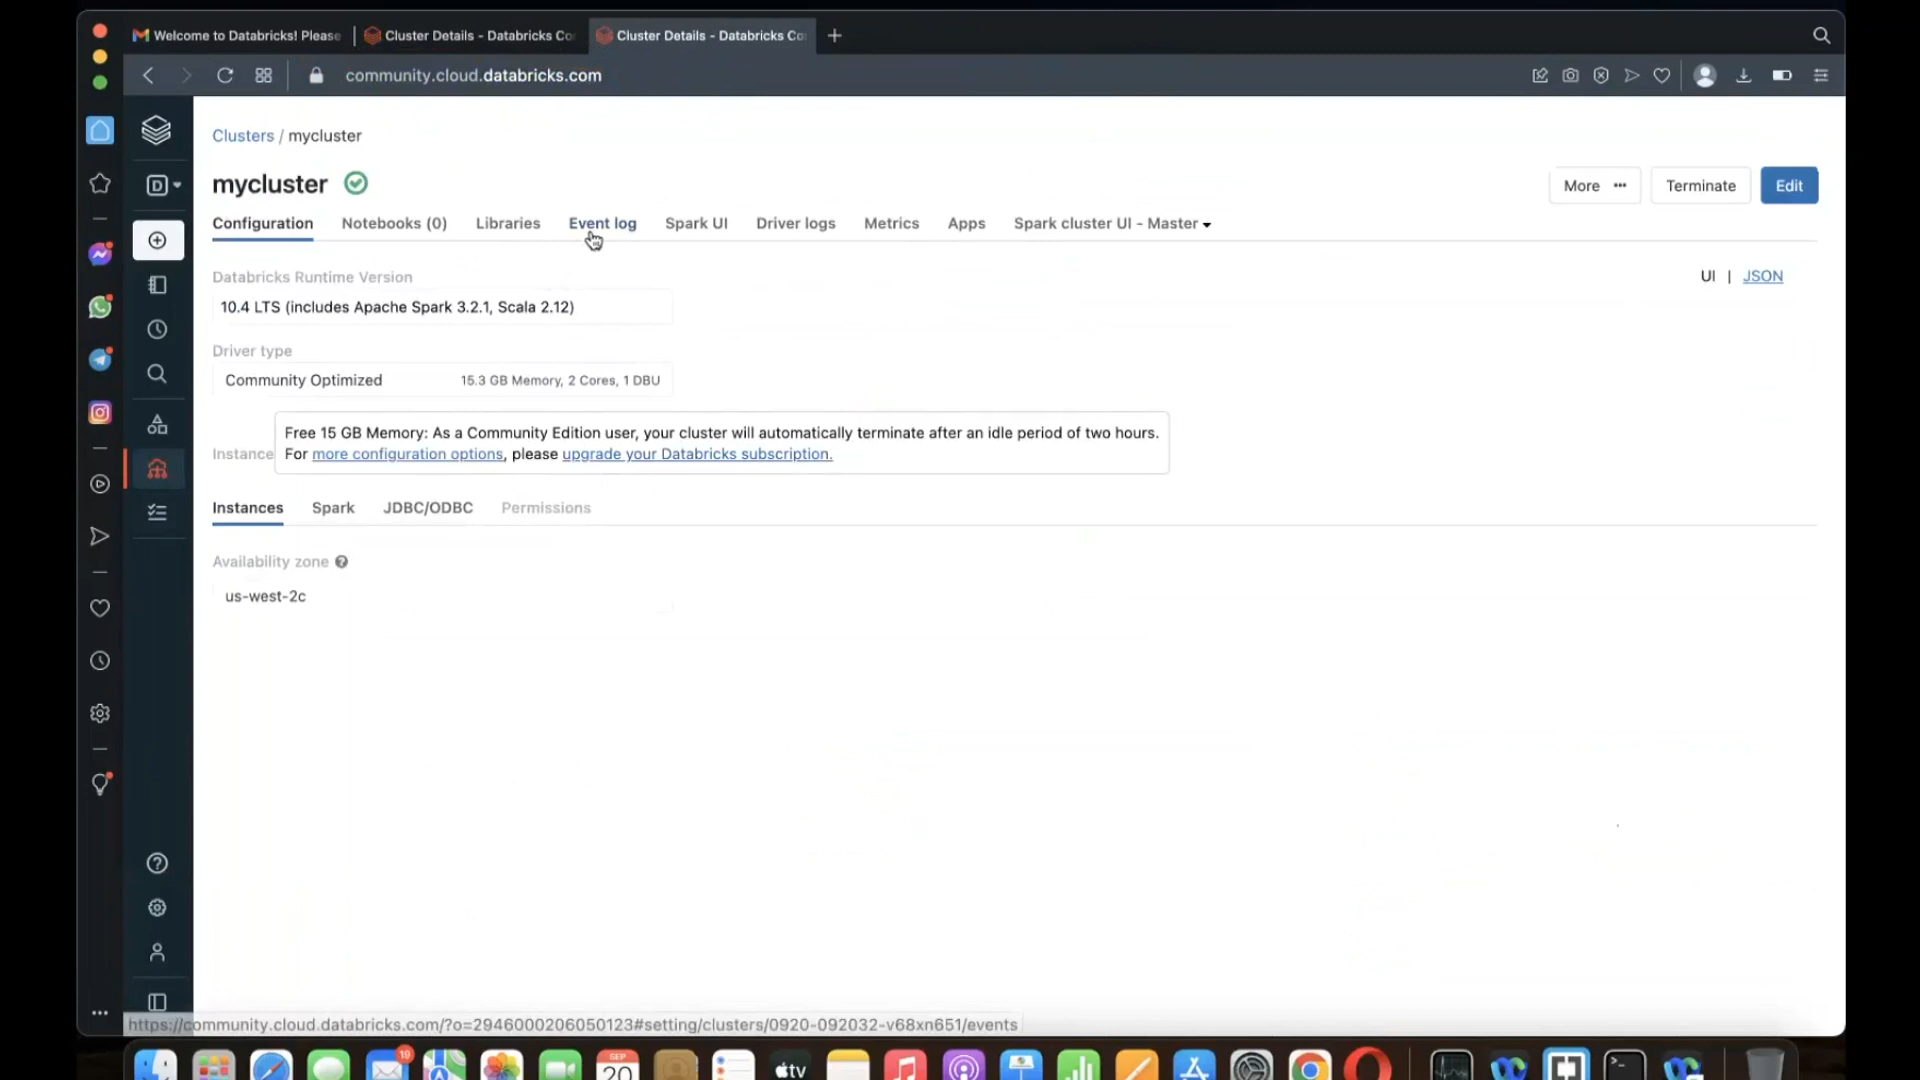 Welcome to Databricks! Please
Cluster Details - Databricks Co
Cluster Details - Databricks Co
community.cloud.databricks.com
Clusters / mycluster
mycluster
More
Terminate
Edit
Configuration
Notebooks (0)
Libraries
Event log
Spark UI
Driver logs
Metrics
Apps
Spark cluster UI - Master
Databricks Runtime Version
UI | JSON
10.4 LTS (includes Apache Spark 3.2.1, Scala 2.12)
Driver type
Community Optimized
15.3 GB Memory, 2 Cores, 1 DBU
Free 15 GB Memory: As a Community Edition user, your cluster will automatically terminate after an idle period of two hours.
Instance
For more configuration options, please upgrade your Databricks subscription.
Instances
Spark
JDBC/ODBC
Permissions
Availability zone
us-west-2c
D
https://community.cloud.databricks.com/?o=2946000206050123#setting/clusters/0920-092032-v68xn651/events
19
SEP
20
tv